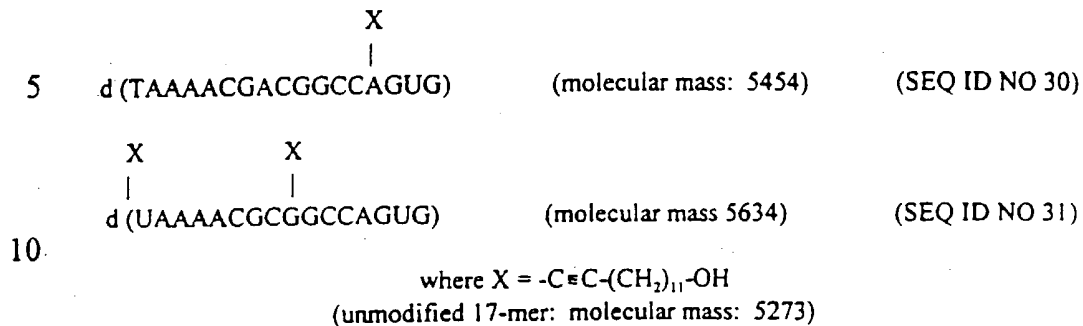 X
|
5 d (TAAAACGACGGCCAGUG) (molecular mass: 5454) (SEQ ID NO 30)
X X
| |
d (UAAAACGCGGCCAGUG) (molecular mass 5634) (SEQ ID NO 31)
10
where X = -C≡C-(CH₂)₁₁-OH
(unmodified 17-mer: molecular mass: 5273)